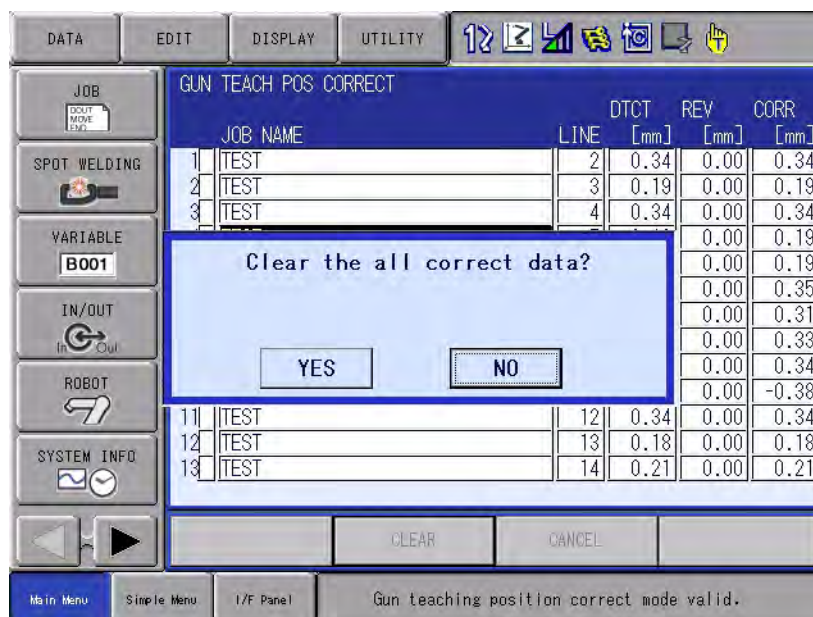 DATA EDIT DISPLAY UTILITY
JOB
DOUT
MOVE
END
SPOT WELDING
VARIABLE
B001
IN/OUT
In Out
ROBOT
SYSTEM INFO
GUN TEACH POS CORRECT
DTCT REV CORR
JOB NAME LINE [mm] [mm] [mm]
1 TEST 2 0.34 0.00 0.34
2 TEST 3 0.19 0.00 0.19
3 TEST 4 0.34 0.00 0.34
0.00 0.19
0.00 0.19
0.00 0.35
0.00 0.31
0.00 0.33
0.00 0.34
0.00 -0.38
Clear the all correct data?
YES NO
11 TEST 12 0.34 0.00 0.34
12 TEST 13 0.18 0.00 0.18
13 TEST 14 0.21 0.00 0.21
CLEAR CANCEL
Main Menu Simple Menu I/F Panel Gun teaching position correct mode valid.